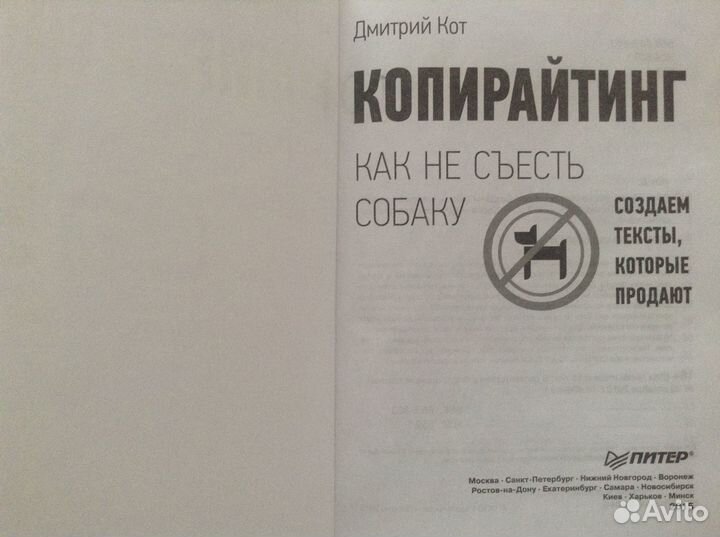 Дмитрий Кот
КОПИРАЙТИНГ
КАК НЕ СЪЕСТЬ
СОБАКУ
СОЗДАЕМ
ТЕКСТЫ,
КОТОРЫЕ
ПРОДАЮТ
ПИТЕР®
Москва · Санкт-Петербург · Нижний Новгород · Воронеж
Ростов-на-Дону · Екатеринбург · Самара · Новосибирск
Киев · Харьков · Минск
Avito